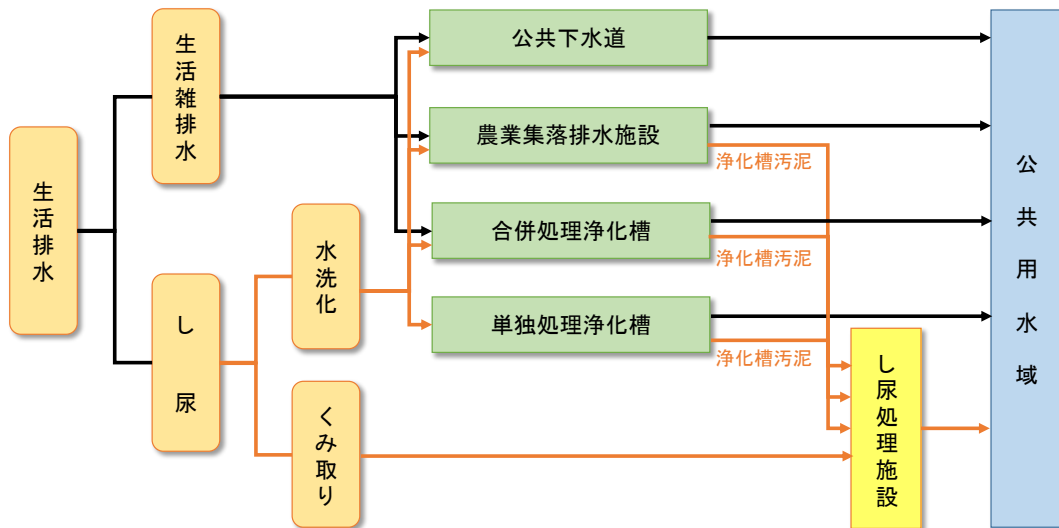 生活排水
生活雑排水
し尿
水洗化
くみ取り
公共下水道
農業集落排水施設
浄化槽汚泥
合併処理浄化槽
浄化槽汚泥
単独処理浄化槽
浄化槽汚泥
し尿処理施設
公共用水域